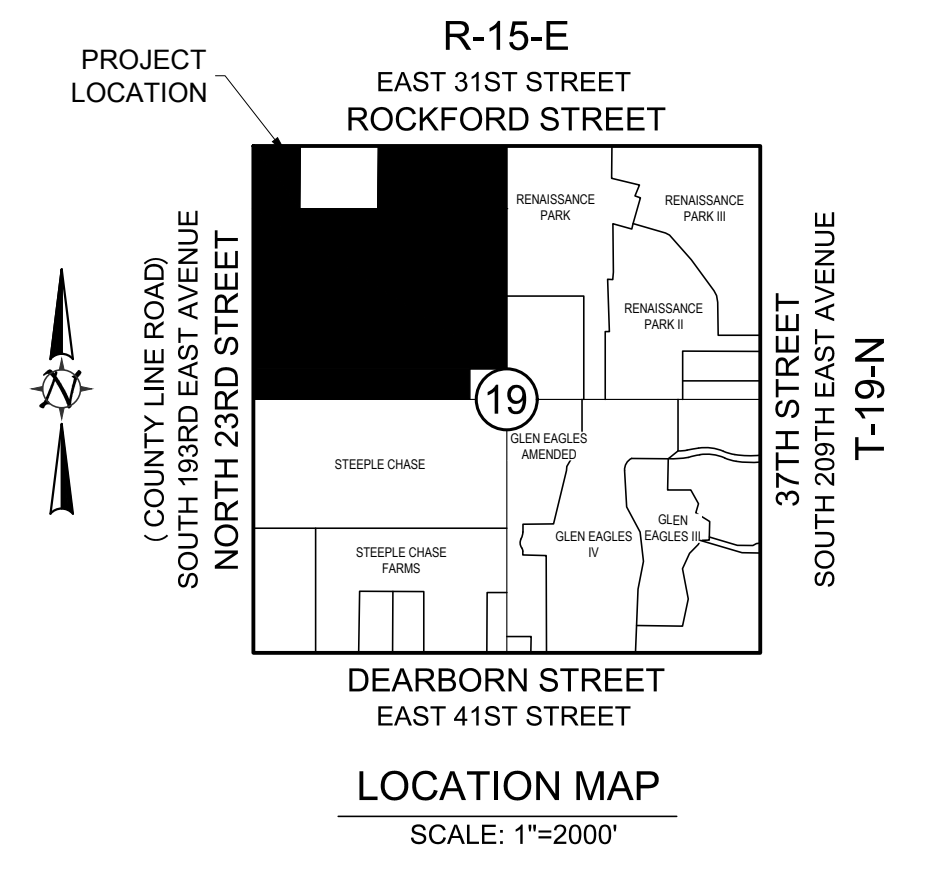 R-15-E
EAST 31ST STREET
ROCKFORD STREET
PROJECT
LOCATION
( COUNTY LINE ROAD)
SOUTH 193RD EAST AVENUE
NORTH 23RD STREET
N
RENAISSANCE
PARK
RENAISSANCE
PARK III
RENAISSANCE
PARK II
19
STEEPLE CHASE
GLEN EAGLES
AMENDED
STEEPLE CHASE
FARMS
GLEN EAGLES
IV
GLEN
EAGLES III
37TH STREET
SOUTH 209TH EAST AVENUE
T-19-N
DEARBORN STREET
EAST 41ST STREET
LOCATION MAP
SCALE: 1"=2000'